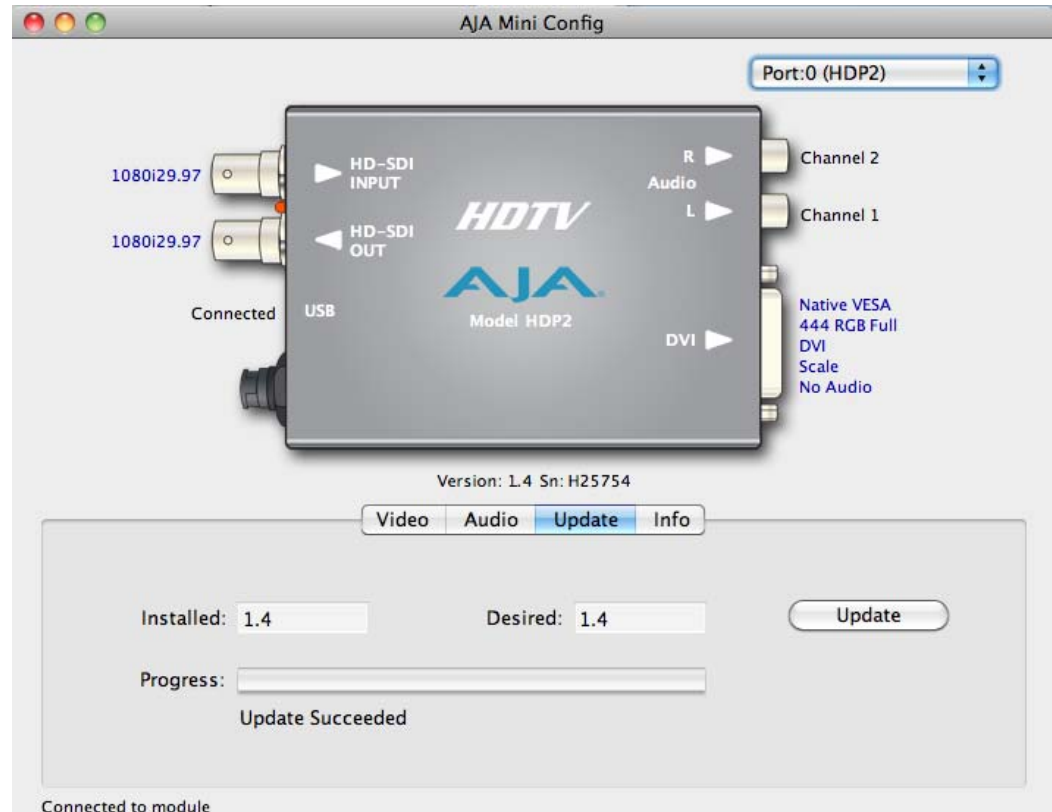 AJA Mini Config
Port:0 (HDP2)
1080i29.97
HD-SDI
INPUT
1080i29.97
HD-SDI
OUT
Connected
USB
HDTV
AJA
Model HDP2
R
Audio
L
DVI
Channel 2
Channel 1
Native VESA
444 RGB Full
DVI
Scale
No Audio
Version: 1.4 Sn: H25754
Video Audio Update Info
Installed: 1.4 Desired: 1.4 Update
Progress:
Update Succeeded
Connected to module